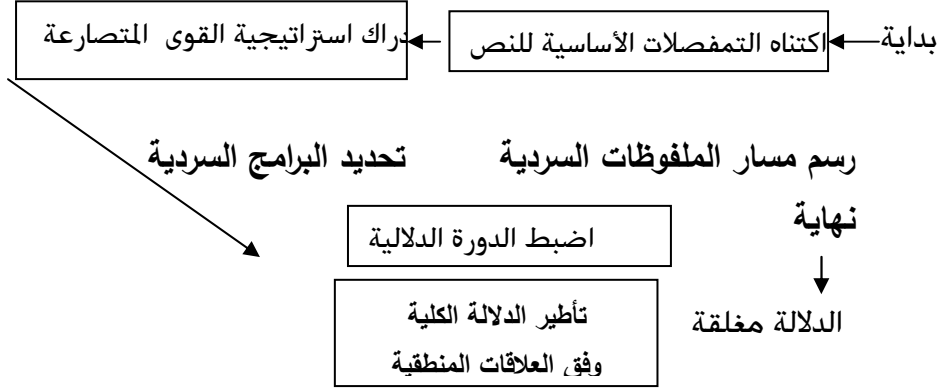 بداية
اكتناه التمفصلات الأساسية للنص
دراك استراتيجية القوى المتصارعة
رسم مسار الملفوظات السردية
تحديد البرامج السردية
نهاية
اضبط الدورة الدلالية
الدلالة مغلقة
تأطير الدلالة الكلية
وفق العلاقات المنطقية